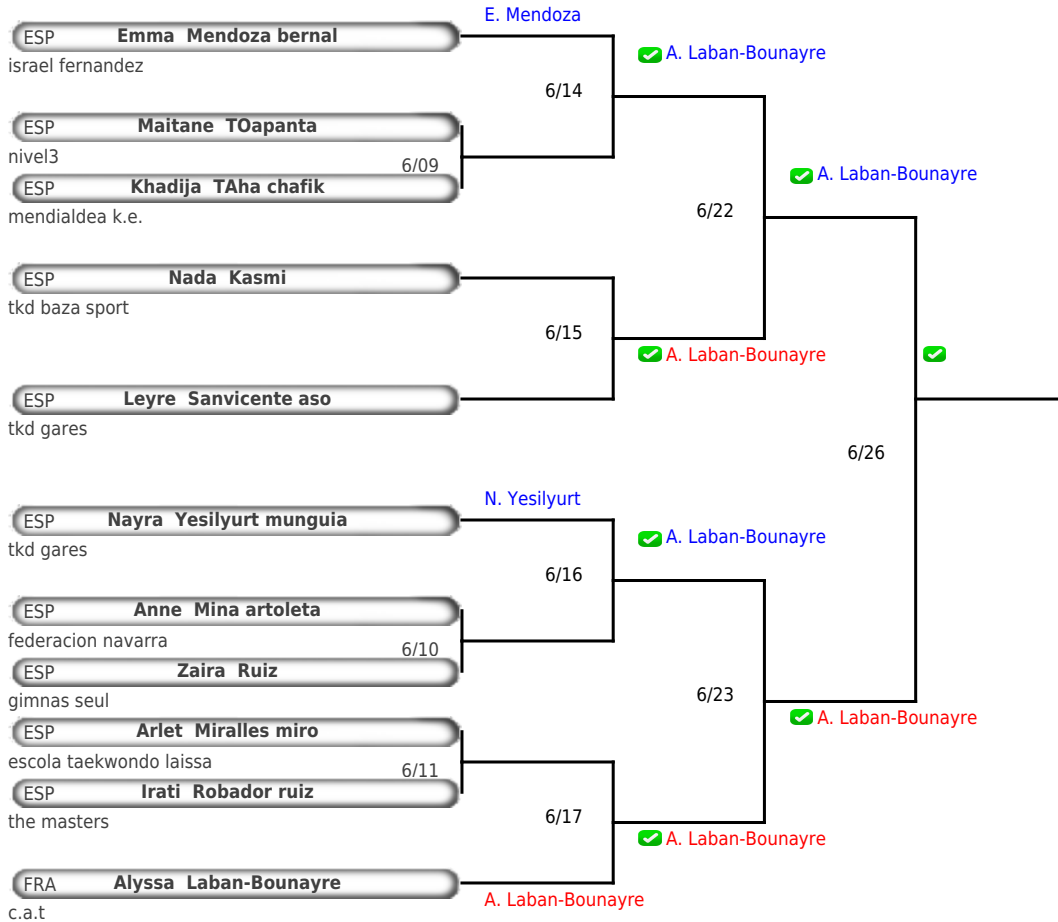 E. Mendoza
ESP Emma Mendoza bernal
israel fernandez
A. Laban-Bounayre
6/14
ESP Maitane TOapanta
nivel3
6/09
ESP Khadija TAha chafik
mendialdea k.e.
A. Laban-Bounayre
6/22
ESP Nada Kasmi
tkd baza sport
6/15
A. Laban-Bounayre
ESP Leyre Sanvicente aso
tkd gares
6/26
N. Yesilyurt
ESP Nayra Yesilyurt munguia
tkd gares
A. Laban-Bounayre
6/16
ESP Anne Mina artoleta
federacion navarra
6/10
ESP Zaira Ruiz
gimnas seul
6/23
A. Laban-Bounayre
ESP Arlet Miralles miro
escola taekwondo laissa
6/11
ESP Irati Robador ruiz
the masters
6/17
A. Laban-Bounayre
FRA Alyssa Laban-Bounayre
A. Laban-Bounayre
c.a.t